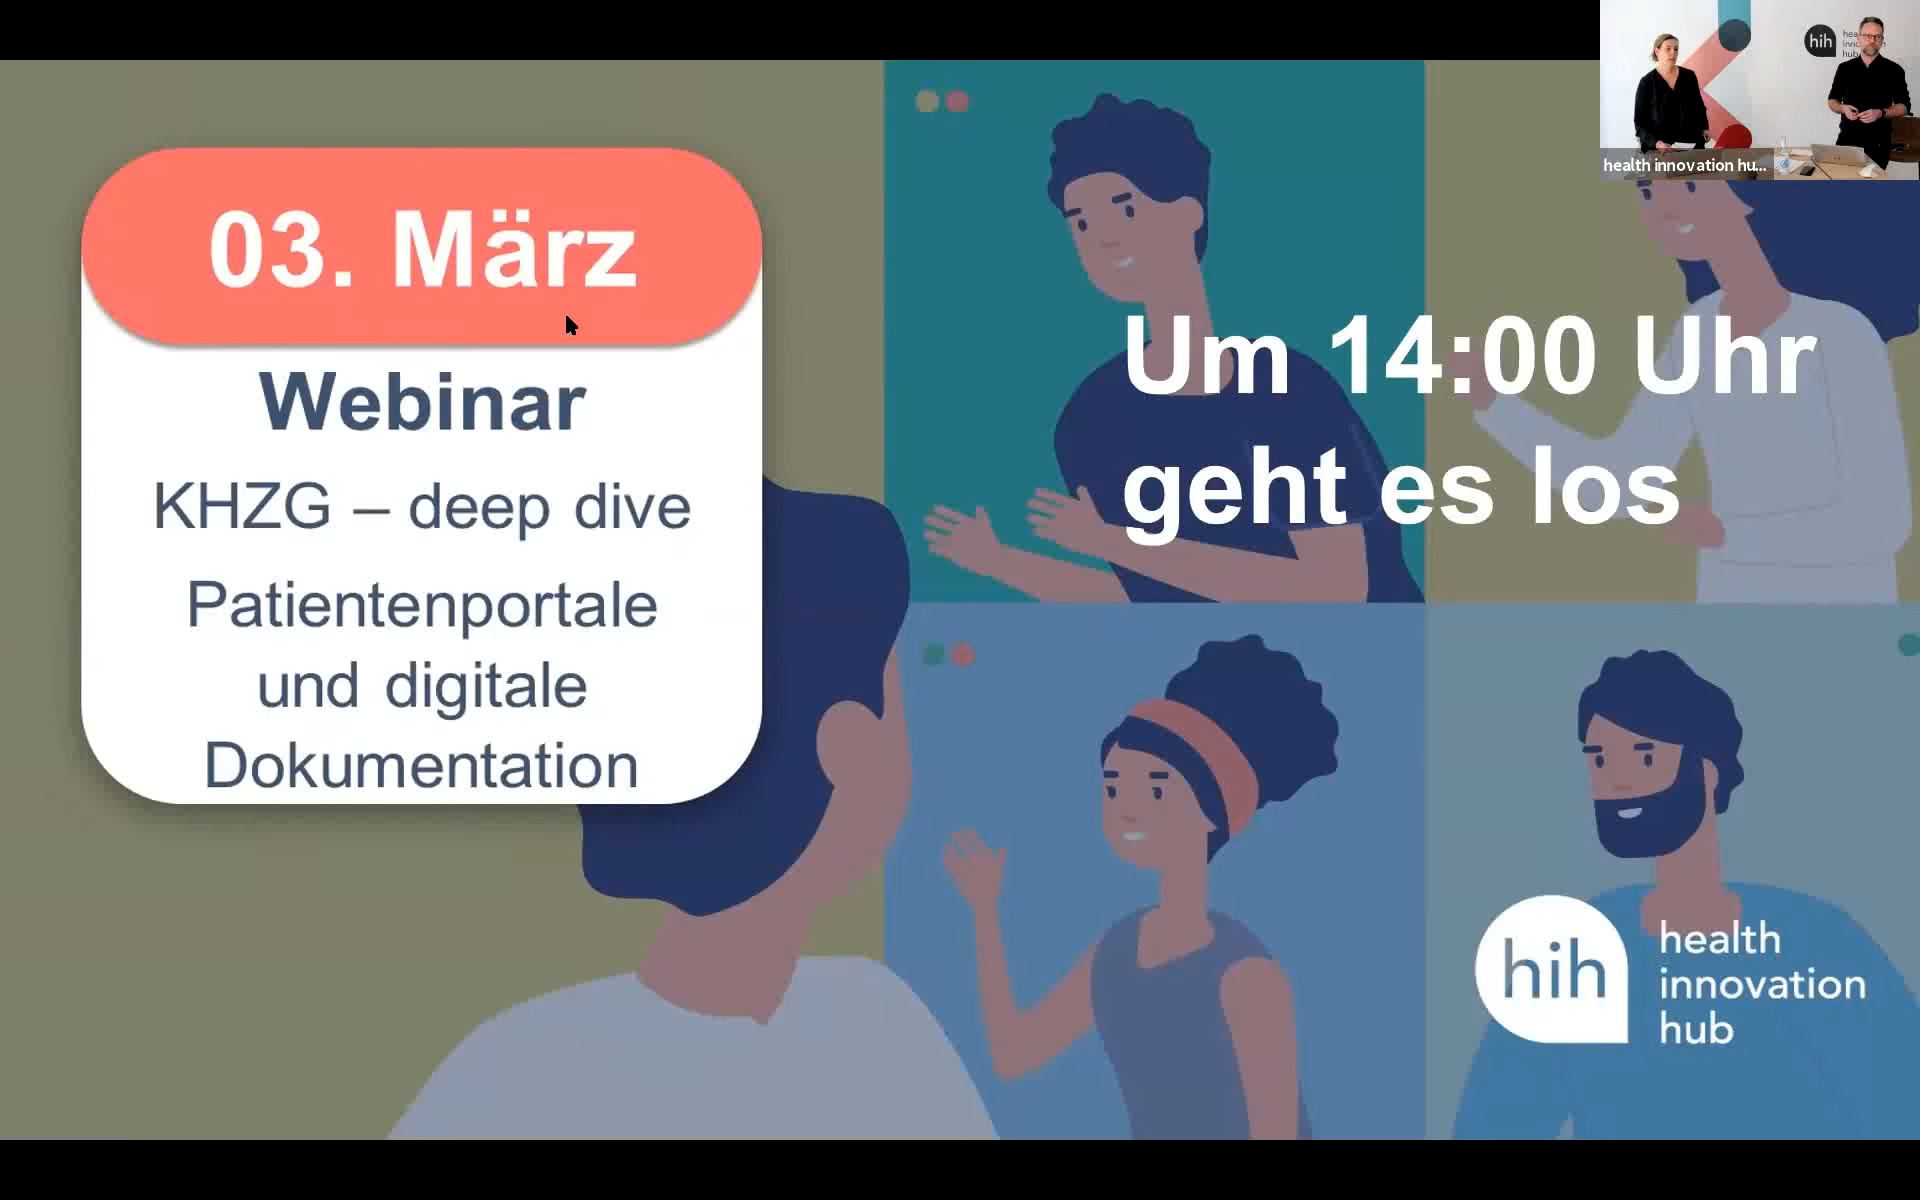 03. März
Webinar
KHZG – deep dive
Patientenportale
und digitale
Dokumentation
Um 14:00 Uhr
geht es los
hih
health
innovation
hub
hih
health innovation hu...